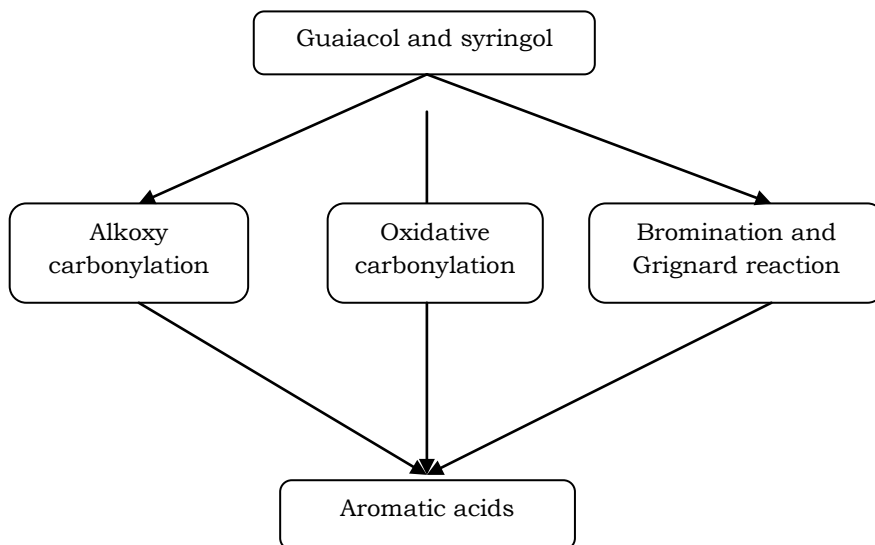 Guaiacol and syringol
Alkoxy
carbonylation
Oxidative
carbonylation
Bromination and
Grignard reaction
Aromatic acids